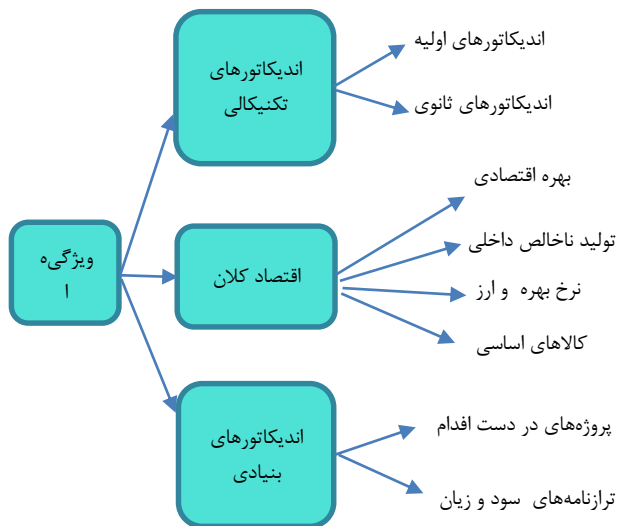 اندیکاتورهای
تکنیکالی
اندیکاتورهای اولیه
اندیکاتورهای ثانوی
ویژگی‌ه
ا
اقتصاد کلان
بهره اقتصادی
تولید ناخالص داخلی
نرخ بهره و ارز
کالاهای اساسی
اندیکاتورهای
بنیادی
پروژه‌های در دست اقدام
ترازنامه‌های سود و زیان